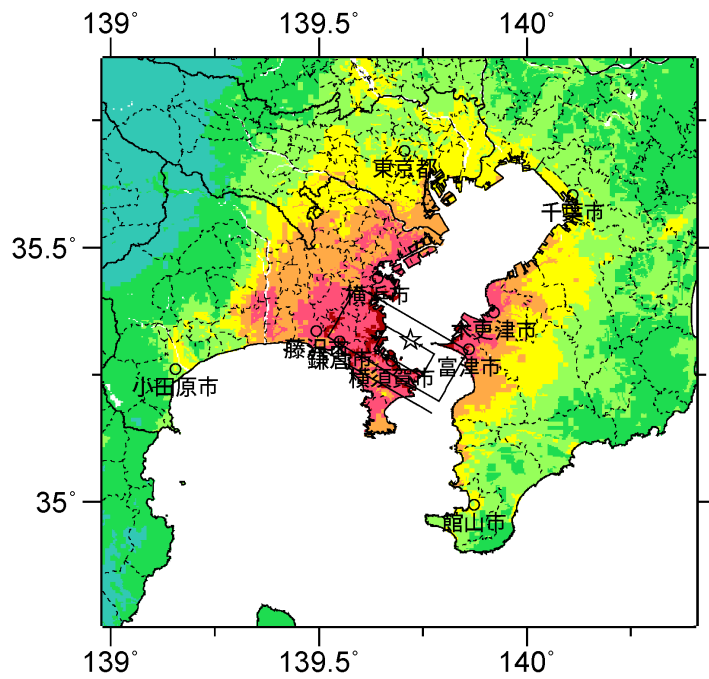 139° 139.5° 140°
東京都
千葉市
35.5°
横浜市
木更津市
藤沢市
鎌倉市
富津市
横須賀市
小田原市
35°
館山市
139° 139.5° 140°